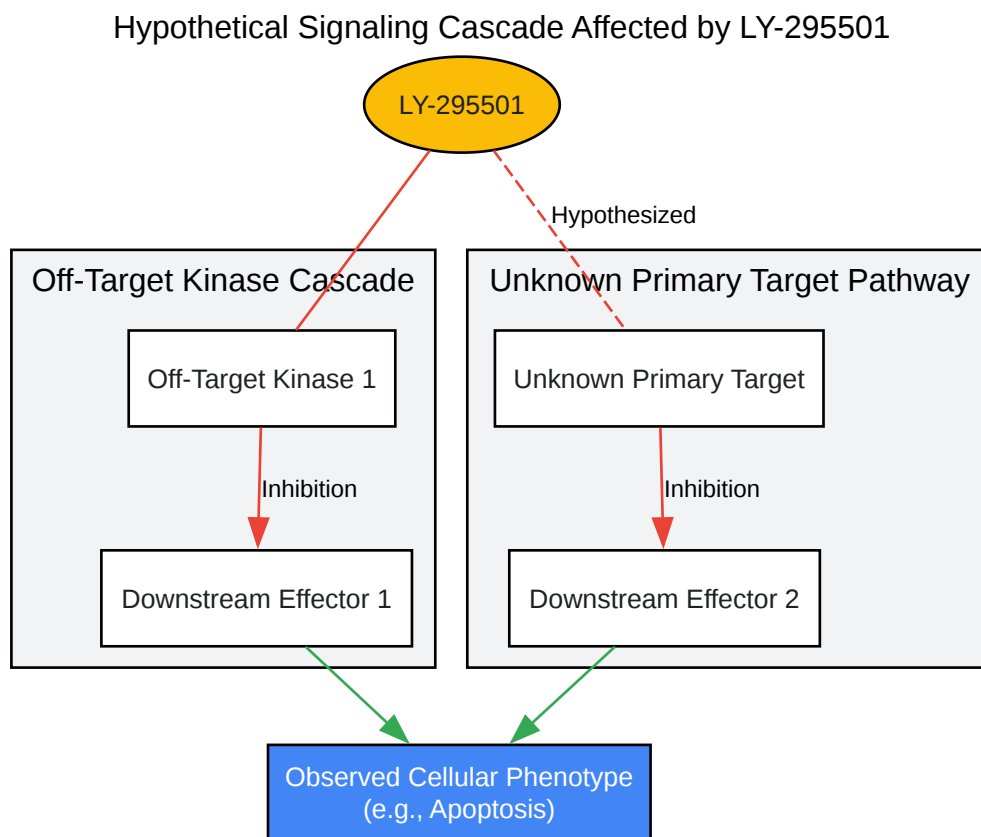 Hypothetical Signaling Cascade Affected by LY-295501
LY-295501
Hypothesized
Off-Target Kinase Cascade
Unknown Primary Target Pathway
Off-Target Kinase 1
Unknown Primary Target
Inhibition
Inhibition
Downstream Effector 1
Downstream Effector 2
Observed Cellular Phenotype
(e.g., Apoptosis)